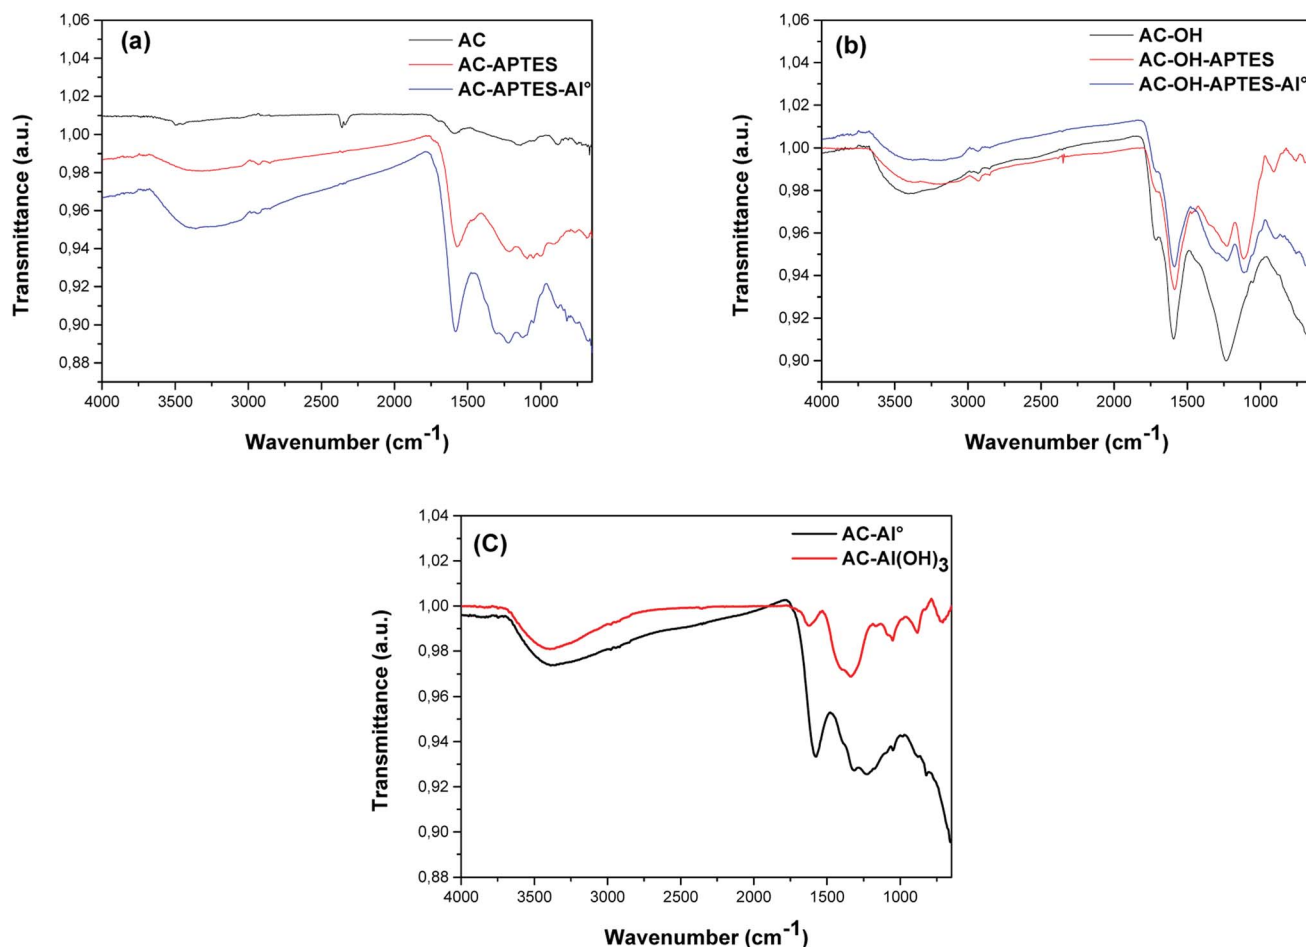 (a)
AC
AC-APTES
AC-APTES-Al°
1,06
1,04
1,02
1,00
0,98
0,96
0,94
0,92
0,90
0,88
Transmittance (a.u.)
4000 3500 3000 2500 2000 1500 1000
Wavenumber (cm-1)
(b)
AC-OH
AC-OH-APTES
AC-OH-APTES-Al°
1,06
1,04
1,02
1,00
0,98
0,96
0,94
0,92
0,90
Transmittance (a.u.)
4000 3500 3000 2500 2000 1500 1000
Wavenumber (cm-1)
(C)
AC-Al°
AC-Al(OH)3
1,04
1,02
1,00
0,98
0,96
0,94
0,92
0,90
0,88
Transmittance (a.u.)
4000 3500 3000 2500 2000 1500 1000
Wavenumber (cm-1)